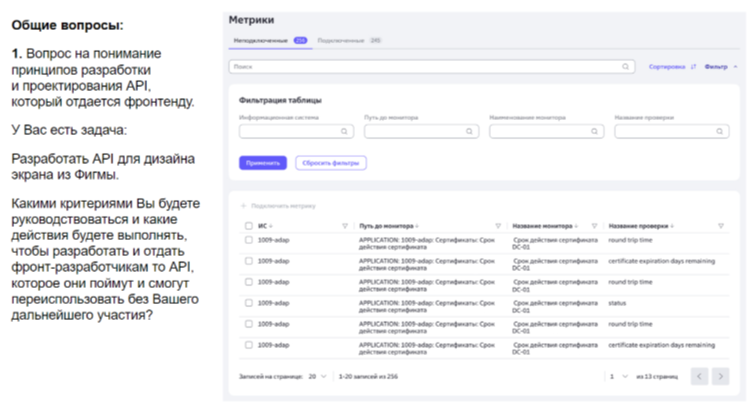 Общие вопросы:
1. Вопрос на понимание
принципов разработки
и проектирования API,
который отдается фронтенду.
У Вас есть задача:
Разработать API для дизайна
экрана из Фигмы.
Какими критериями Вы будете
руководствоваться и какие
действия будете выполнять,
чтобы разработать и отдать
фронт-разработчикам то API,
которое они поймут и смогут
переиспользовать без Вашего
дальнейшего участия?
Метрики
Неподключенные Подключенные
Поиск Сортировка Фильтр
Фильтрация таблицы
Информационная система Путь до монитора Наименование монитора Название проверки
Применить Сбросить фильтры
Подключить метрику
ИС Путь до монитора Название монитора Название проверки
1009-adap APPLICATION: 1009-adap: Сертификаты: Срок Срок действия сертификата round trip time
действия сертификата DC-01
1009-adap APPLICATION: 1009-adap: Сертификаты: Срок Срок действия сертификата certificate expiration days remaining
действия сертификата DC-01
1009-adap APPLICATION: 1009-adap: Сертификаты: Срок Срок действия сертификата round trip time
действия сертификата DC-01
1009-adap APPLICATION: 1009-adap: Сертификаты: Срок Срок действия сертификата status
действия сертификата DC-01
1009-adap APPLICATION: 1009-adap: Сертификаты: Срок Срок действия сертификата round trip time
действия сертификата DC-01
1009-adap APPLICATION: 1009-adap: Сертификаты: Срок Срок действия сертификата certificate expiration days remaining
действия сертификата DC-01
Записей на странице: 20 1-20 записей из 256 1 из 13 страниц